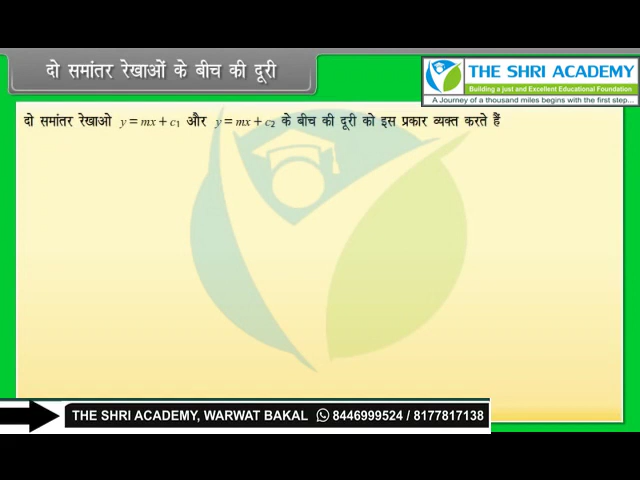 दो समांतर रेखाओं के बीच की दूरी
THE SHRI ACADEMY
Building a just and Excellent Educational Foundation
A Journey of a thousand miles begins with the first step...
दो समांतर रेखाओ y = mx + c₁ और y = mx + c₂ के बीच की दूरी को इस प्रकार व्यक्त करते हैं
THE SHRI ACADEMY, WARWAT BAKAL 8446999524 / 8177817138